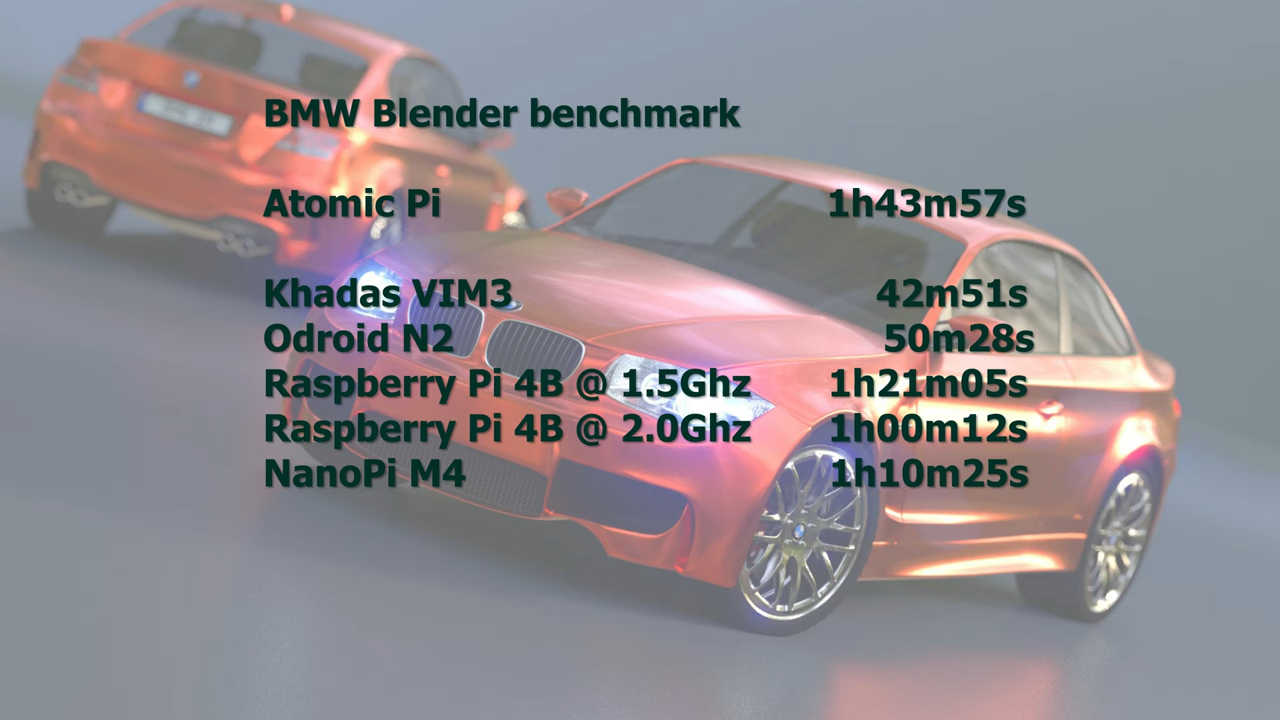 BMW Blender benchmark
Atomic Pi 1h43m57s
Khadas VIM3 42m51s
Odroid N2 50m28s
Raspberry Pi 4B @ 1.5Ghz 1h21m05s
Raspberry Pi 4B @ 2.0Ghz 1h00m12s
NanoPi M4 1h10m25s